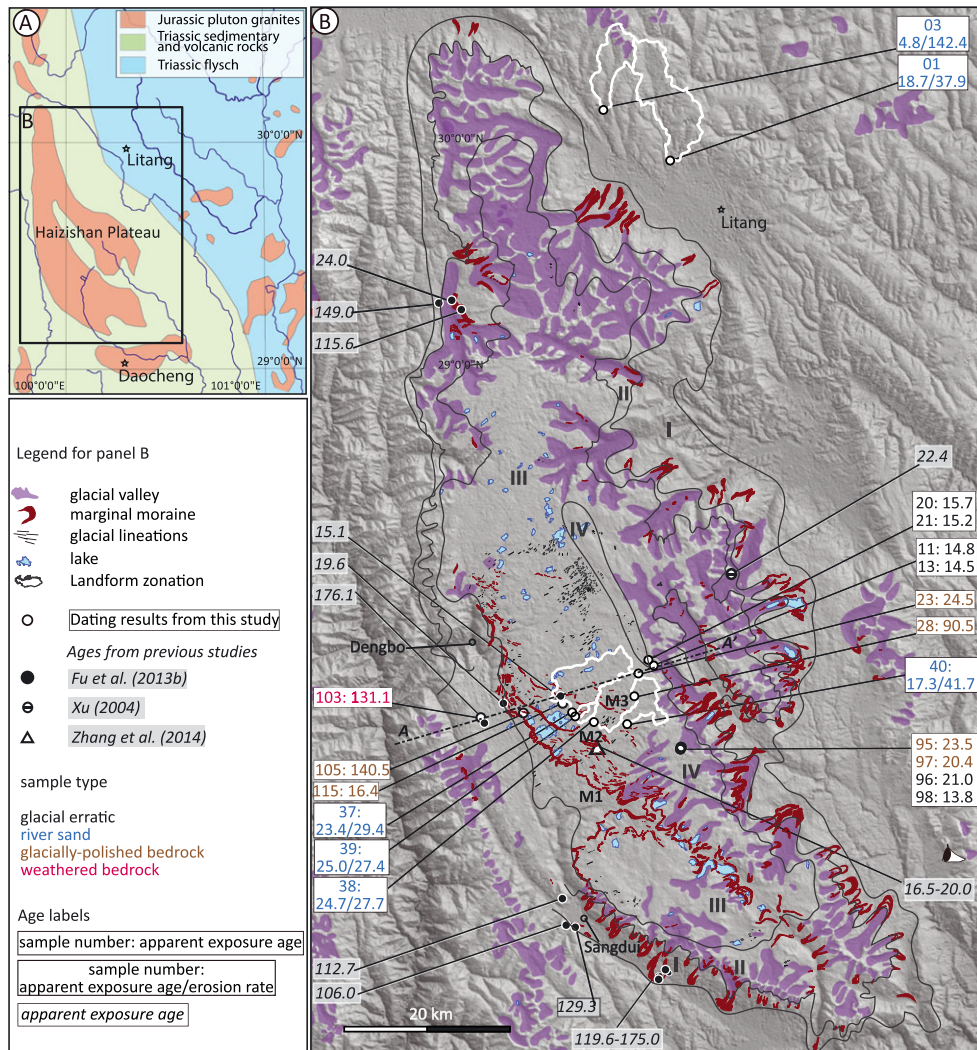 A
Jurassic pluton granites
Triassic sedimentary
and volcanic rocks
Triassic flysch
B
30°0'0"N
Litang
Haizishan Plateau
29°0'0"N
100°0'0"E
101°0'0"E
Daocheng
Legend for panel B
glacial valley
marginal moraine
glacial lineations
lake
Landform zonation
Dating results from this study
Ages from previous studies
Fu et al. (2013b)
Xu (2004)
Zhang et al. (2014)
sample type
glacial erratic
river sand
glacially-polished bedrock
weathered bedrock
Age labels
sample number: apparent exposure age
sample number:
apparent exposure age/erosion rate
apparent exposure age
B
03
4.8/142.4
01
18.7/37.9
30°0'0"N
Litang
24.0
149.0
115.6
29°0'0"N
II
I
III
22.4
IV
20: 15.7
21: 15.2
15.1
11: 14.8
13: 14.5
19.6
23: 24.5
176.1
28: 90.5
Dengbo
A'
40:
17.3/41.7
103: 131.1
M3
A
M2
IV
95: 23.5
97: 20.4
96: 21.0
98: 13.8
105: 140.5
115: 16.4
M1
37:
23.4/29.4
39:
25.0/27.4
38:
24.7/27.7
16.5-20.0
III
Sangdui
112.7
I
II
106.0
129.3
20 km
119.6-175.0